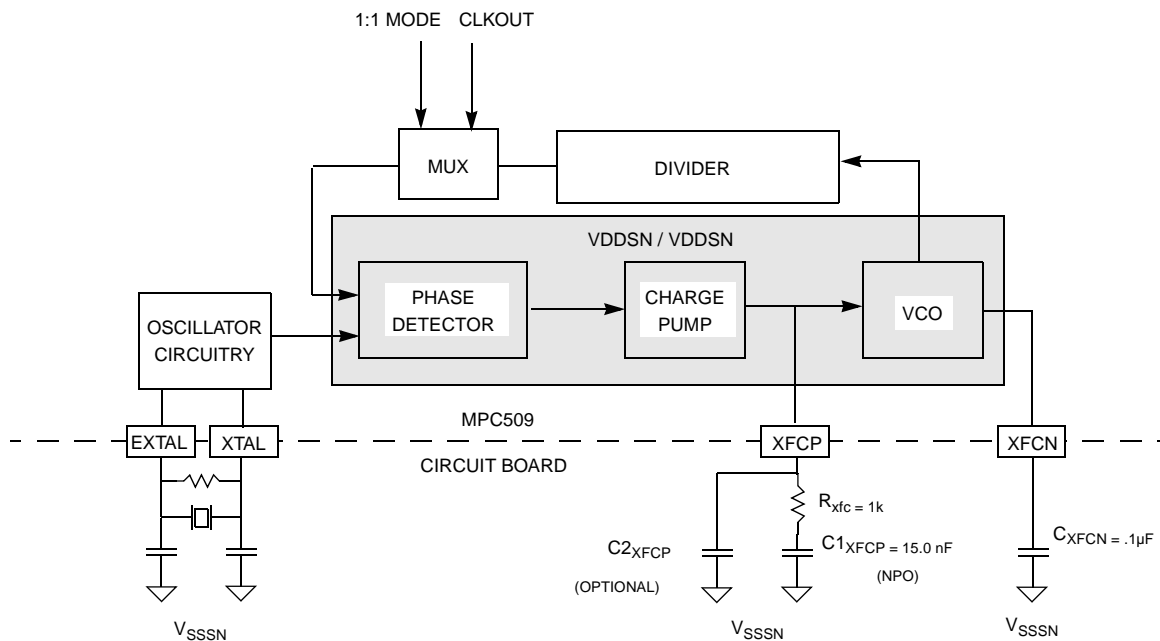 1:1 MODE CLKOUT
MUX
DIVIDER
VDDSN / VDDSN
PHASE
DETECTOR
CHARGE
PUMP
VCO
OSCILLATOR
CIRCUITRY
MPC509
EXTAL
XTAL
XFCP
XFCN
CIRCUIT BOARD
Rxfc = 1k
C2XFCP
(OPTIONAL)
C1XFCP = 15.0 nF
(NPO)
CXFCN = .1µF
VSSSN
VSSSN
VSSSN